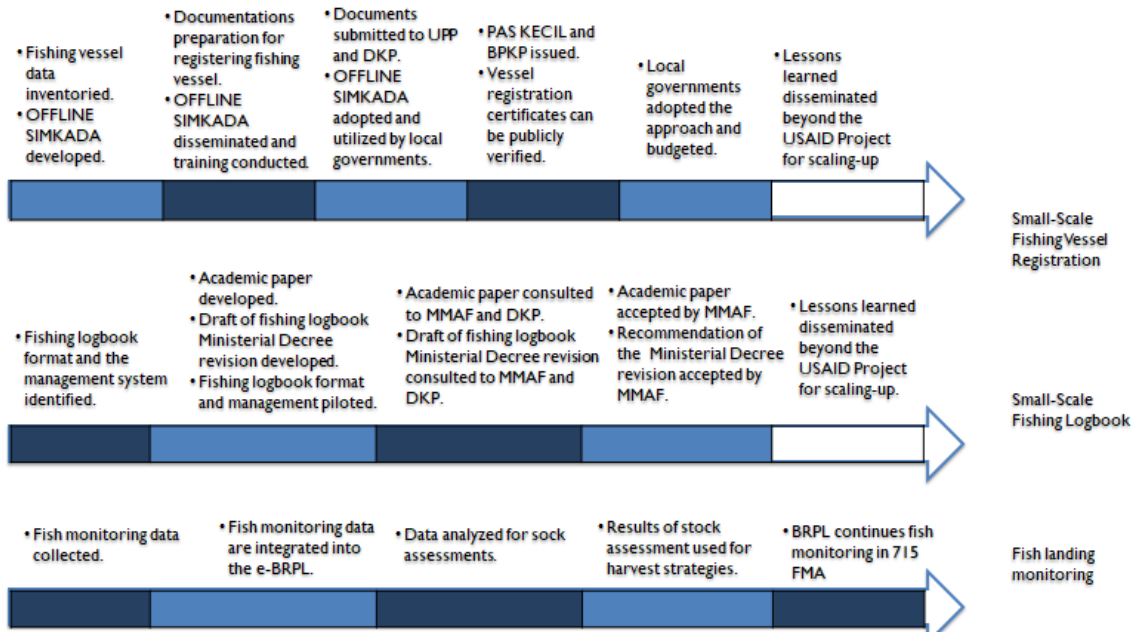 • Fishing vessel
data
inventoried.
• OFFLINE
SIMKADA
developed.
• Documentations
preparation for
registering fishing
vessel.
• OFFLINE
SIMKADA
disseminated and
training conducted.
• Documents
submitted to UPP
and DKP.
• OFFLINE
SIMKADA
adopted and
utilized by local
governments.
• PAS KECIL and
BPKP issued.
• Vessel
registration
certificates can
be publicly
verified.
• Local
governments
adopted the
approach and
budgeted.
• Lessons
learned
disseminated
beyond the
USAID Project
for scaling-up
Small-Scale
Fishing Vessel
Registration
• Fishing logbook
format and the
management system
identified.
• Academic paper
developed.
• Draft of fishing logbook
Ministerial Decree
revision developed.
• Fishing logbook format
and management piloted.
• Academic paper consulted
to MMAF and DKP.
• Draft of fishing logbook
Ministerial Decree revision
consulted to MMAF and
DKP.
• Academic paper
accepted by MMAF.
• Recommendation of
the Ministerial Decree
revision accepted by
MMAF.
• Lessons learned
disseminated
beyond the
USAID Project
for scaling-up.
Small-Scale
Fishing Logbook
• Fish monitoring data
collected.
• Fish monitoring data
are integrated into
the e-BRPL.
• Data analyzed for sock
assessments.
• Results of stock
assessment used for
harvest strategies.
• BRPL continues fish
monitoring in 715
FMA
Fish landing
monitoring